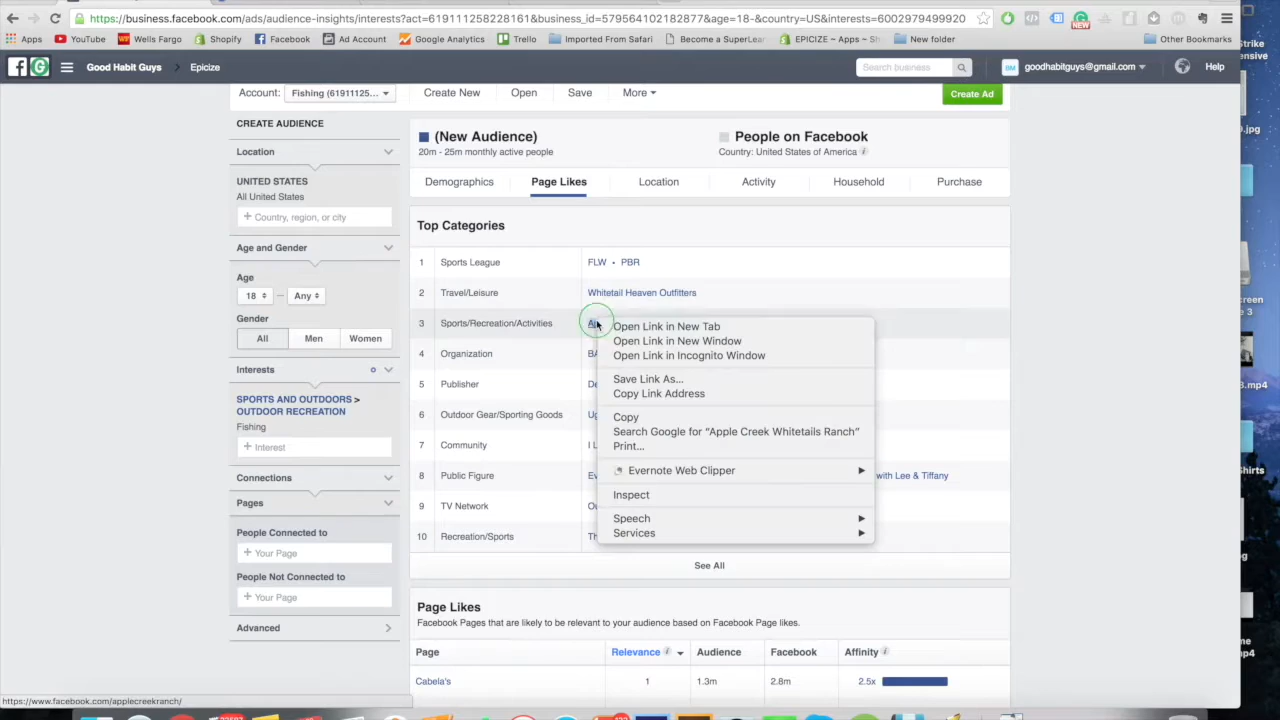 https://business.facebook.com/ads/audience-insights/interests?act=619111258228161&business_id=579564102182877&age=18-&country=US&interests=6002979499920
NEW
Apps YouTube Wells Fargo Shopify Facebook Ad Account Google Analytics Trello Imported From Safari Become a SuperLea EPICIZE ~ Apps ~ Sh New folder Other Bookmarks
Good Habit Guys Epicize Search business goodhabitguys@gmail.com Help
Account: Fishing (61911125... Create New Open Save More Create Ad
CREATE AUDIENCE
Location
UNITED STATES
All United States
+ Country, region, or city
Age and Gender
Age
18 — Any
Gender
All Men Women
Interests
SPORTS AND OUTDOORS >
OUTDOOR RECREATION
Fishing
+ Interest
Connections
Pages
People Connected to
+ Your Page
People Not Connected to
+ Your Page
Advanced
(New Audience)
20m - 25m monthly active people
People on Facebook
Country: United States of America
Demographics Page Likes Location Activity Household Purchase
Top Categories
1 Sports League FLW • PBR
2 Travel/Leisure Whitetail Heaven Outfitters
3 Sports/Recreation/Activities
4 Organization
5 Publisher
6 Outdoor Gear/Sporting Goods
7 Community
8 Public Figure with Lee & Tiffany
9 TV Network
10 Recreation/Sports
See All
Open Link in New Tab
Open Link in New Window
Open Link in Incognito Window
Save Link As...
Copy Link Address
Copy
Search Google for “Apple Creek Whitetails Ranch”
Print...
Evernote Web Clipper
Inspect
Speech
Services
Page Likes
Facebook Pages that are likely to be relevant to your audience based on Facebook Page likes.
Page Relevance Audience Facebook Affinity
Cabela's 1 1.3m 2.8m 2.5x
https://www.facebook.com/applecreekranch/
Strike
ensive
.jpg
creen
e 3
3.mp4
Shirts
og
me
mp4